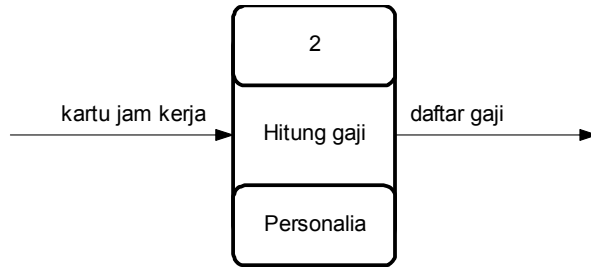 2
kartu jam kerja
Hitung gaji
daftar gaji
Personalia